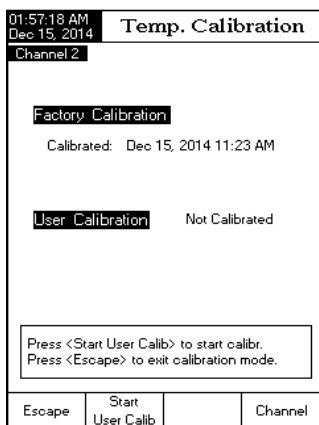 01:57:18 AM
Dec 15, 2014
Temp. Calibration
Channel 2
Factory Calibration
Calibrated: Dec 15, 2014 11:23 AM
User Calibration Not Calibrated
Press <Start User Calib> to start calibr.
Press <Escape> to exit calibration mode.
Escape
Start
User Calib
Channel